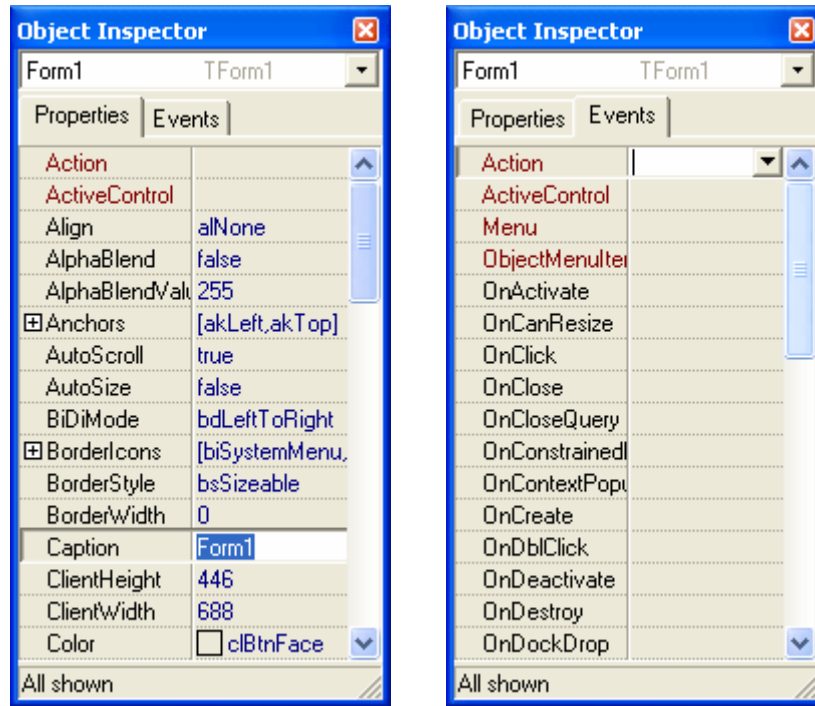 Object Inspector
Form1 TForm1
Properties Events
Action
ActiveControl
Align alNone
AlphaBlend false
AlphaBlendValu 255
Anchors [akLeft,akTop]
AutoScroll true
AutoSize false
BiDiMode bdLeftToRight
BorderIcons [biSystemMenu,
BorderStyle bsSizeable
BorderWidth 0
Caption Form1
ClientHeight 446
ClientWidth 688
Color clBtnFace
All shown
Object Inspector
Form1 TForm1
Properties Events
Action
ActiveControl
Menu
ObjectMenuIter
OnActivate
OnCanResize
OnClick
OnClose
OnCloseQuery
OnConstrainedI
OnContextPopu
OnCreate
OnDblClick
OnDeactivate
OnDestroy
OnDockDrop
All shown